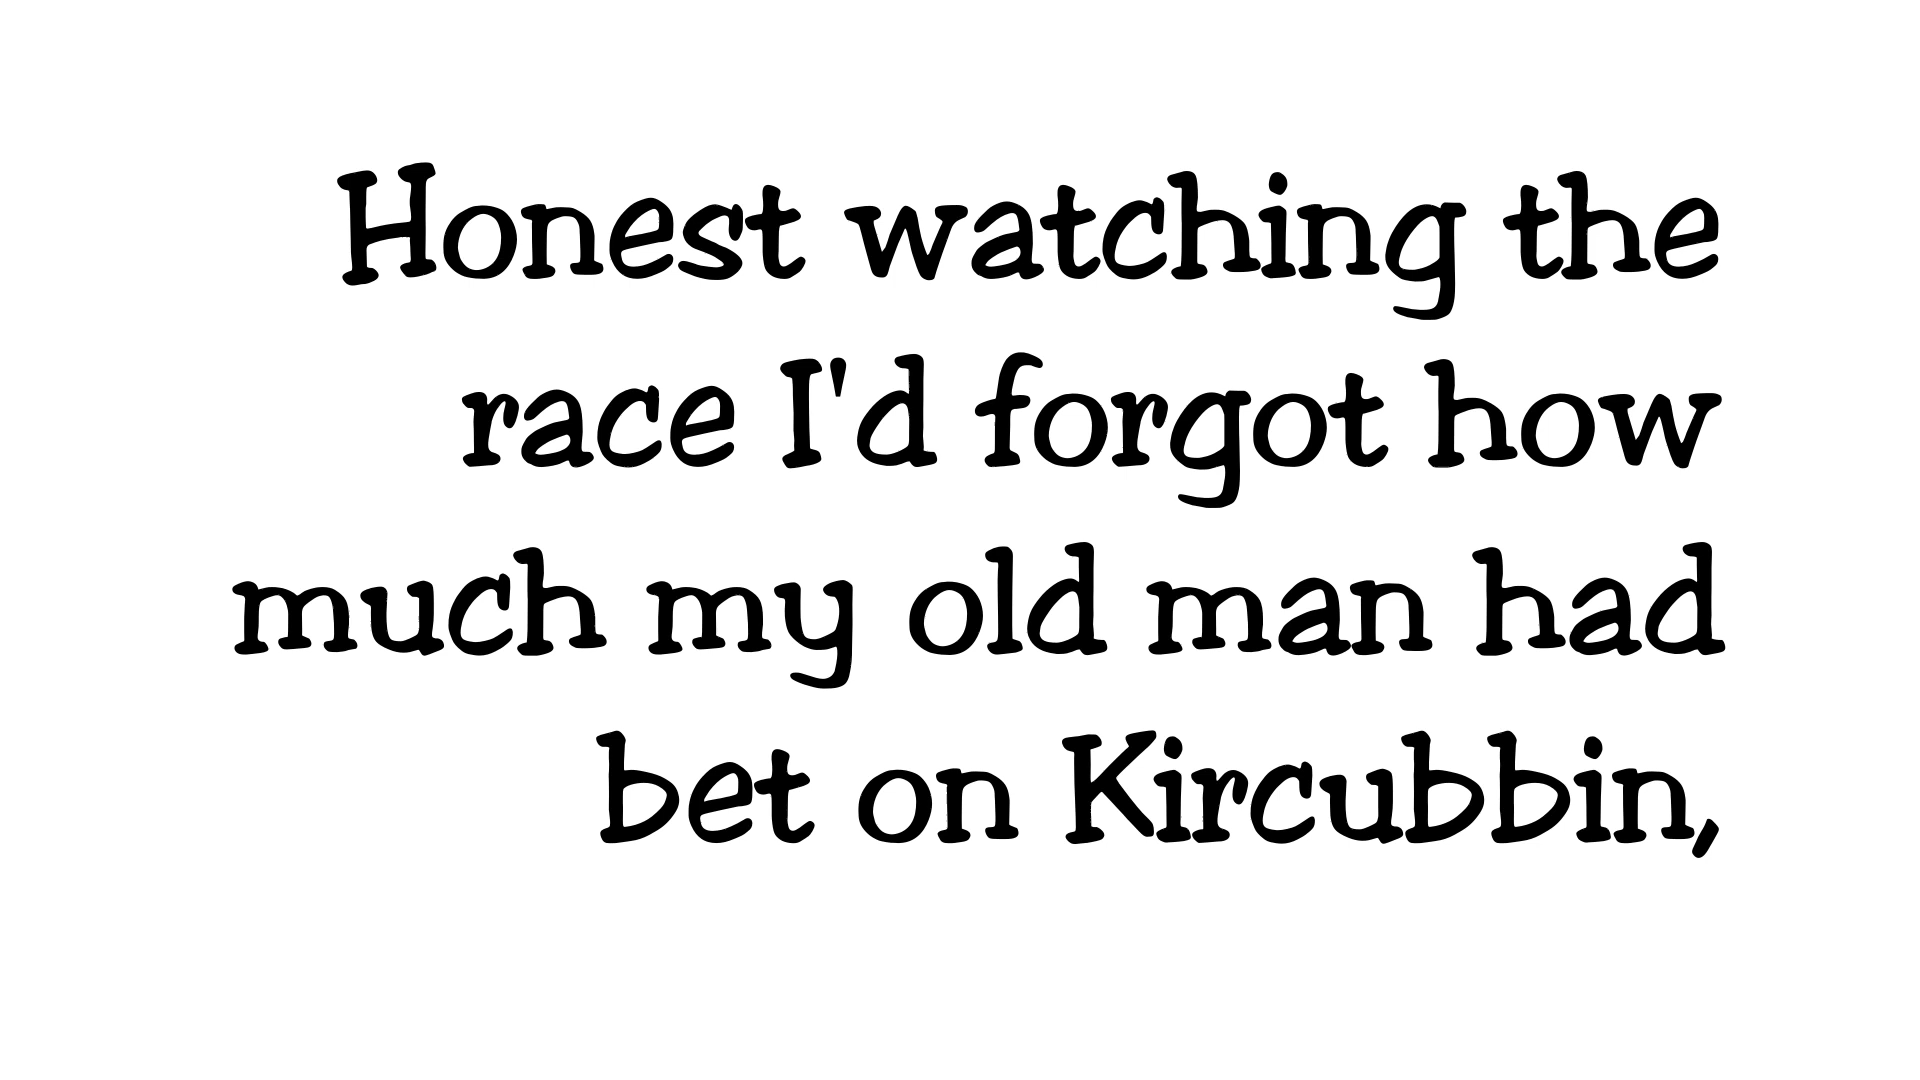 Honest watching the
race I'd forgot how
much my old man had
bet on Kircubbin,